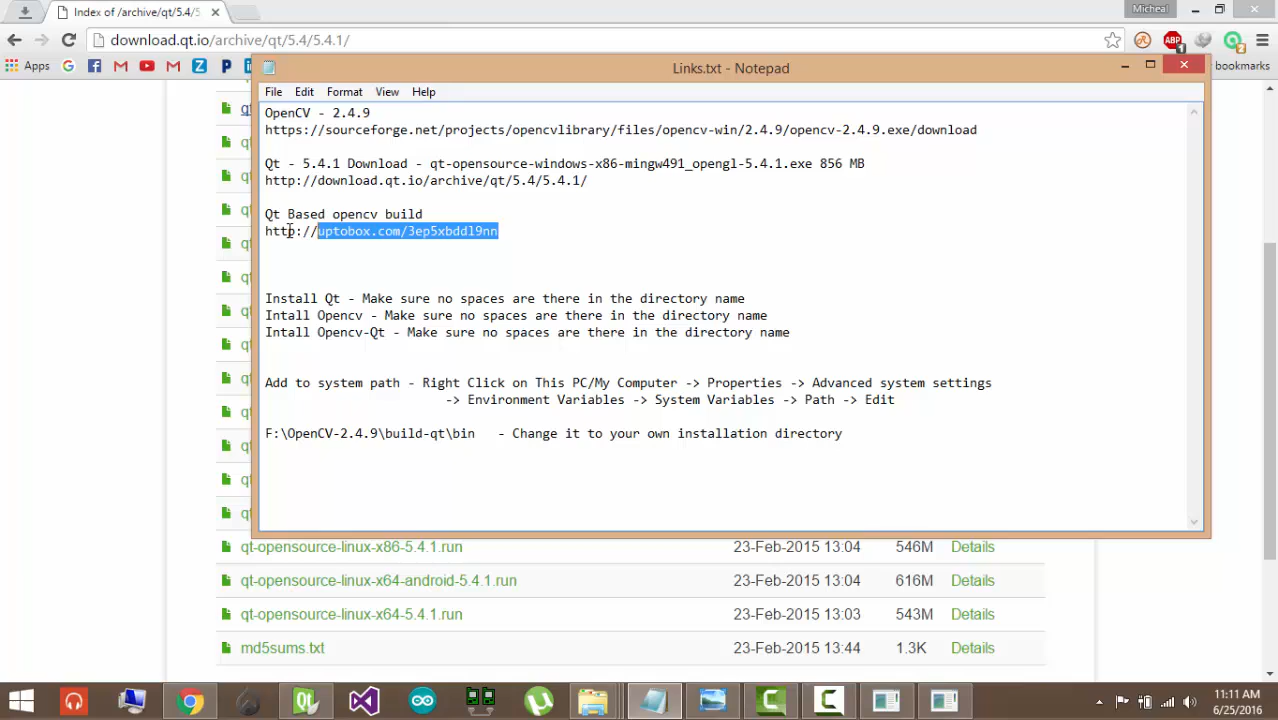 Index of /archive/qt/5.4/5
Micheal
download.qt.io/archive/qt/5.4/5.4.1/
ABP
1
2
Apps
bookmarks
Links.txt - Notepad
File Edit Format View Help
OpenCV - 2.4.9
https://sourceforge.net/projects/opencvlibrary/files/opencv-win/2.4.9/opencv-2.4.9.exe/download
Qt - 5.4.1 Download - qt-opensource-windows-x86-mingw491_opengl-5.4.1.exe 856 MB
http://download.qt.io/archive/qt/5.4/5.4.1/
Qt Based opencv build
http://uptobox.com/3ep5xbddl9nn
Install Qt - Make sure no spaces are there in the directory name
Intall Opencv - Make sure no spaces are there in the directory name
Intall Opencv-Qt - Make sure no spaces are there in the directory name
Add to system path - Right Click on This PC/My Computer -> Properties -> Advanced system settings
-> Environment Variables -> System Variables -> Path -> Edit
F:\OpenCV-2.4.9\build-qt\bin - Change it to your own installation directory
qt-opensource-linux-x86-5.4.1.run 23-Feb-2015 13:04 546M Details
qt-opensource-linux-x64-android-5.4.1.run 23-Feb-2015 13:04 616M Details
qt-opensource-linux-x64-5.4.1.run 23-Feb-2015 13:03 543M Details
md5sums.txt 23-Feb-2015 13:44 1.3K Details
11:11 AM
6/25/2016